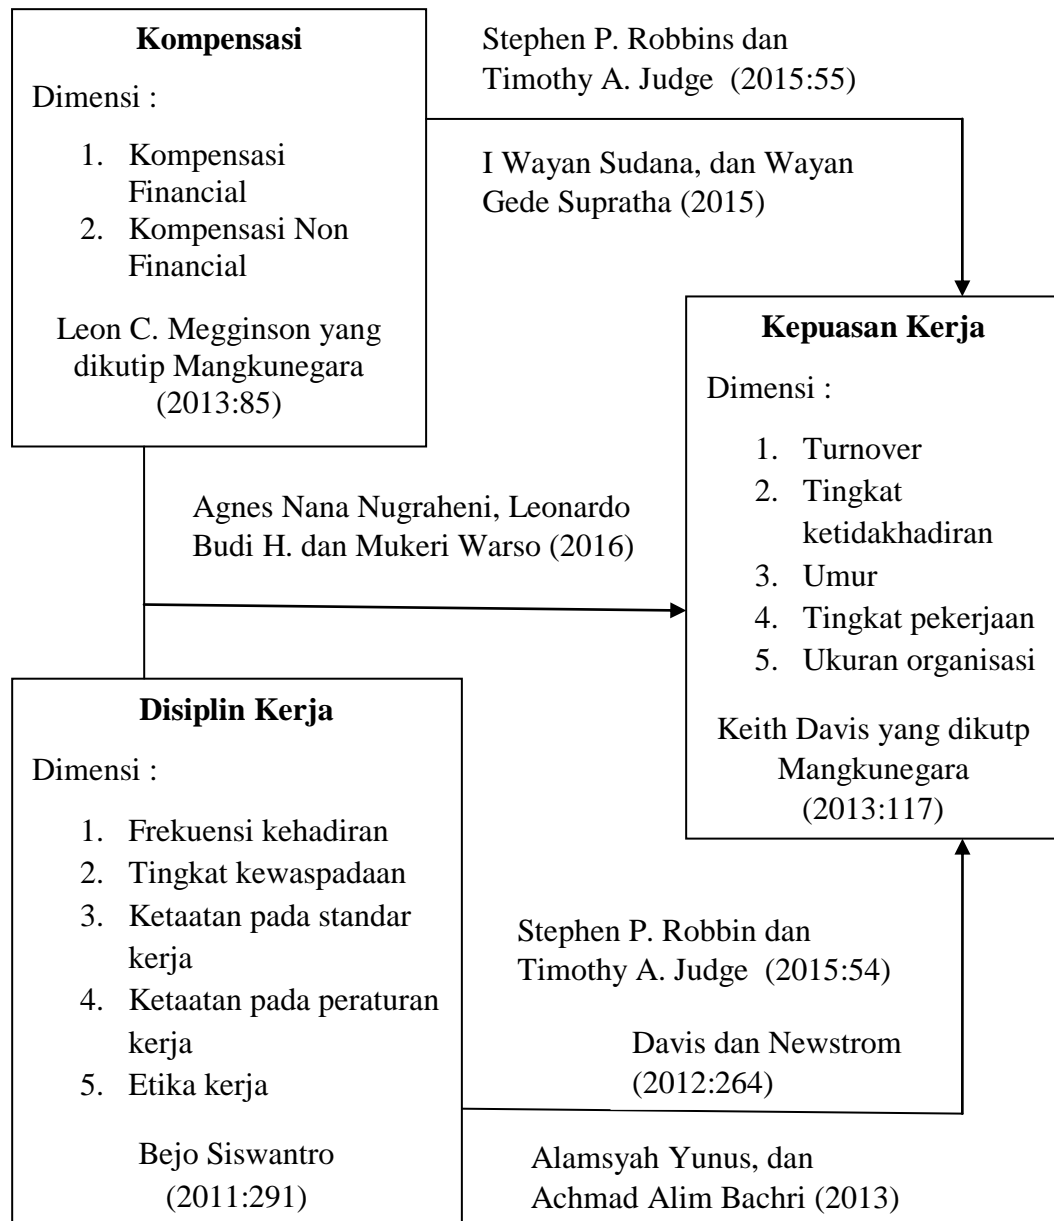 Kompensasi
Dimensi :
1. Kompensasi
Financial
2. Kompensasi Non
Financial
Leon C. Megginson yang
dikutip Mangkunegara
(2013:85)
Stephen P. Robbins dan
Timothy A. Judge (2015:55)
I Wayan Sudana, dan Wayan
Gede Supratha (2015)
Agnes Nana Nugraheni, Leonardo
Budi H. dan Mukeri Warso (2016)
Kepuasan Kerja
Dimensi :
1. Turnover
2. Tingkat
ketidakhadiran
3. Umur
4. Tingkat pekerjaan
5. Ukuran organisasi
Keith Davis yang dikutp
Mangkunegara
(2013:117)
Disiplin Kerja
Dimensi :
1. Frekuensi kehadiran
2. Tingkat kewaspadaan
3. Ketaatan pada standar
kerja
4. Ketaatan pada peraturan
kerja
5. Etika kerja
Bejo Siswantro
(2011:291)
Stephen P. Robbin dan
Timothy A. Judge (2015:54)
Davis dan Newstrom
(2012:264)
Alamsyah Yunus, dan
Achmad Alim Bachri (2013)